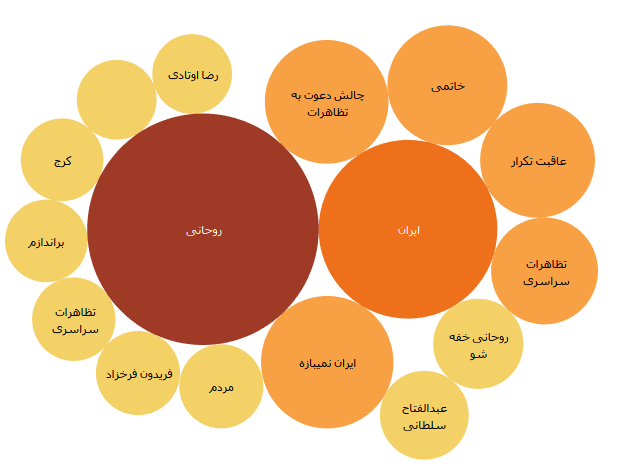 رضا اوتادی
خاتمی
چالش دعوت به
تظاهرات
کرج
عاقبت تکرار
روحانی
ایران
براندازم
تظاهرات
سراسری
تظاهرات
سراسری
روحانی خفه
شو
ایران نمیبازه
فریدون فرخزاد
مردم
عبدالفتاح
سلطانی